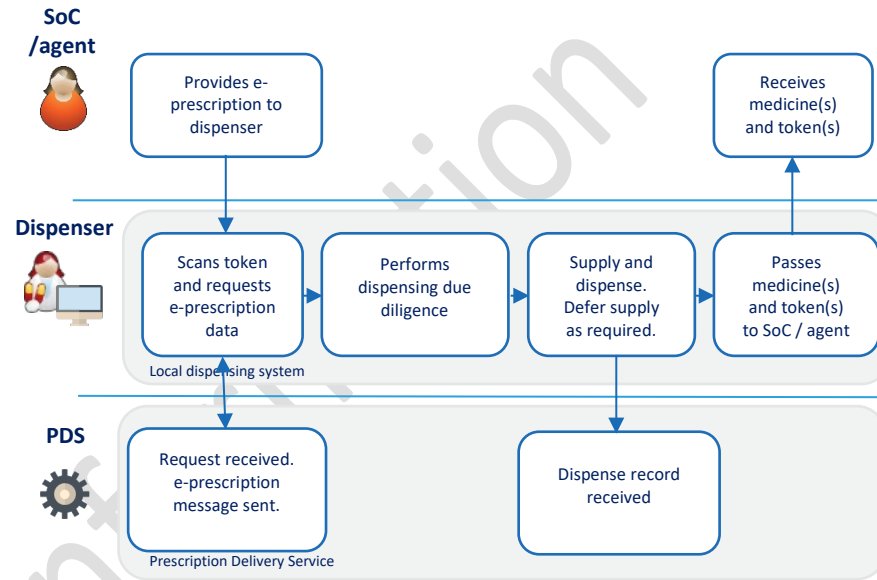 SoC
/agent
Provides e-
prescription to
dispenser
Receives
medicine(s)
and token(s)
Dispenser
Scans token
and requests
e-prescription
data
Performs
dispensing due
diligence
Supply and
dispense.
Defer supply
as required.
Passes
medicine(s)
and token(s)
to SoC / agent
Local dispensing system
PDS
Request received.
e-prescription
message sent.
Dispense record
received
Prescription Delivery Service